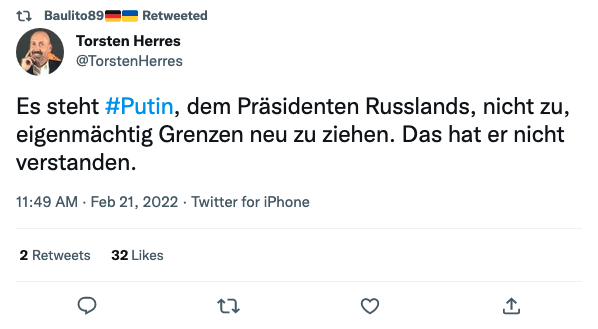 Baulito89🇩🇪🇺🇦 Retweeted
Torsten Herres
@TorstenHerres
Es steht #Putin, dem Präsidenten Russlands, nicht zu,
eigenmächtig Grenzen neu zu ziehen. Das hat er nicht
verstanden.
11:49 AM · Feb 21, 2022 · Twitter for iPhone
2 Retweets 32 Likes